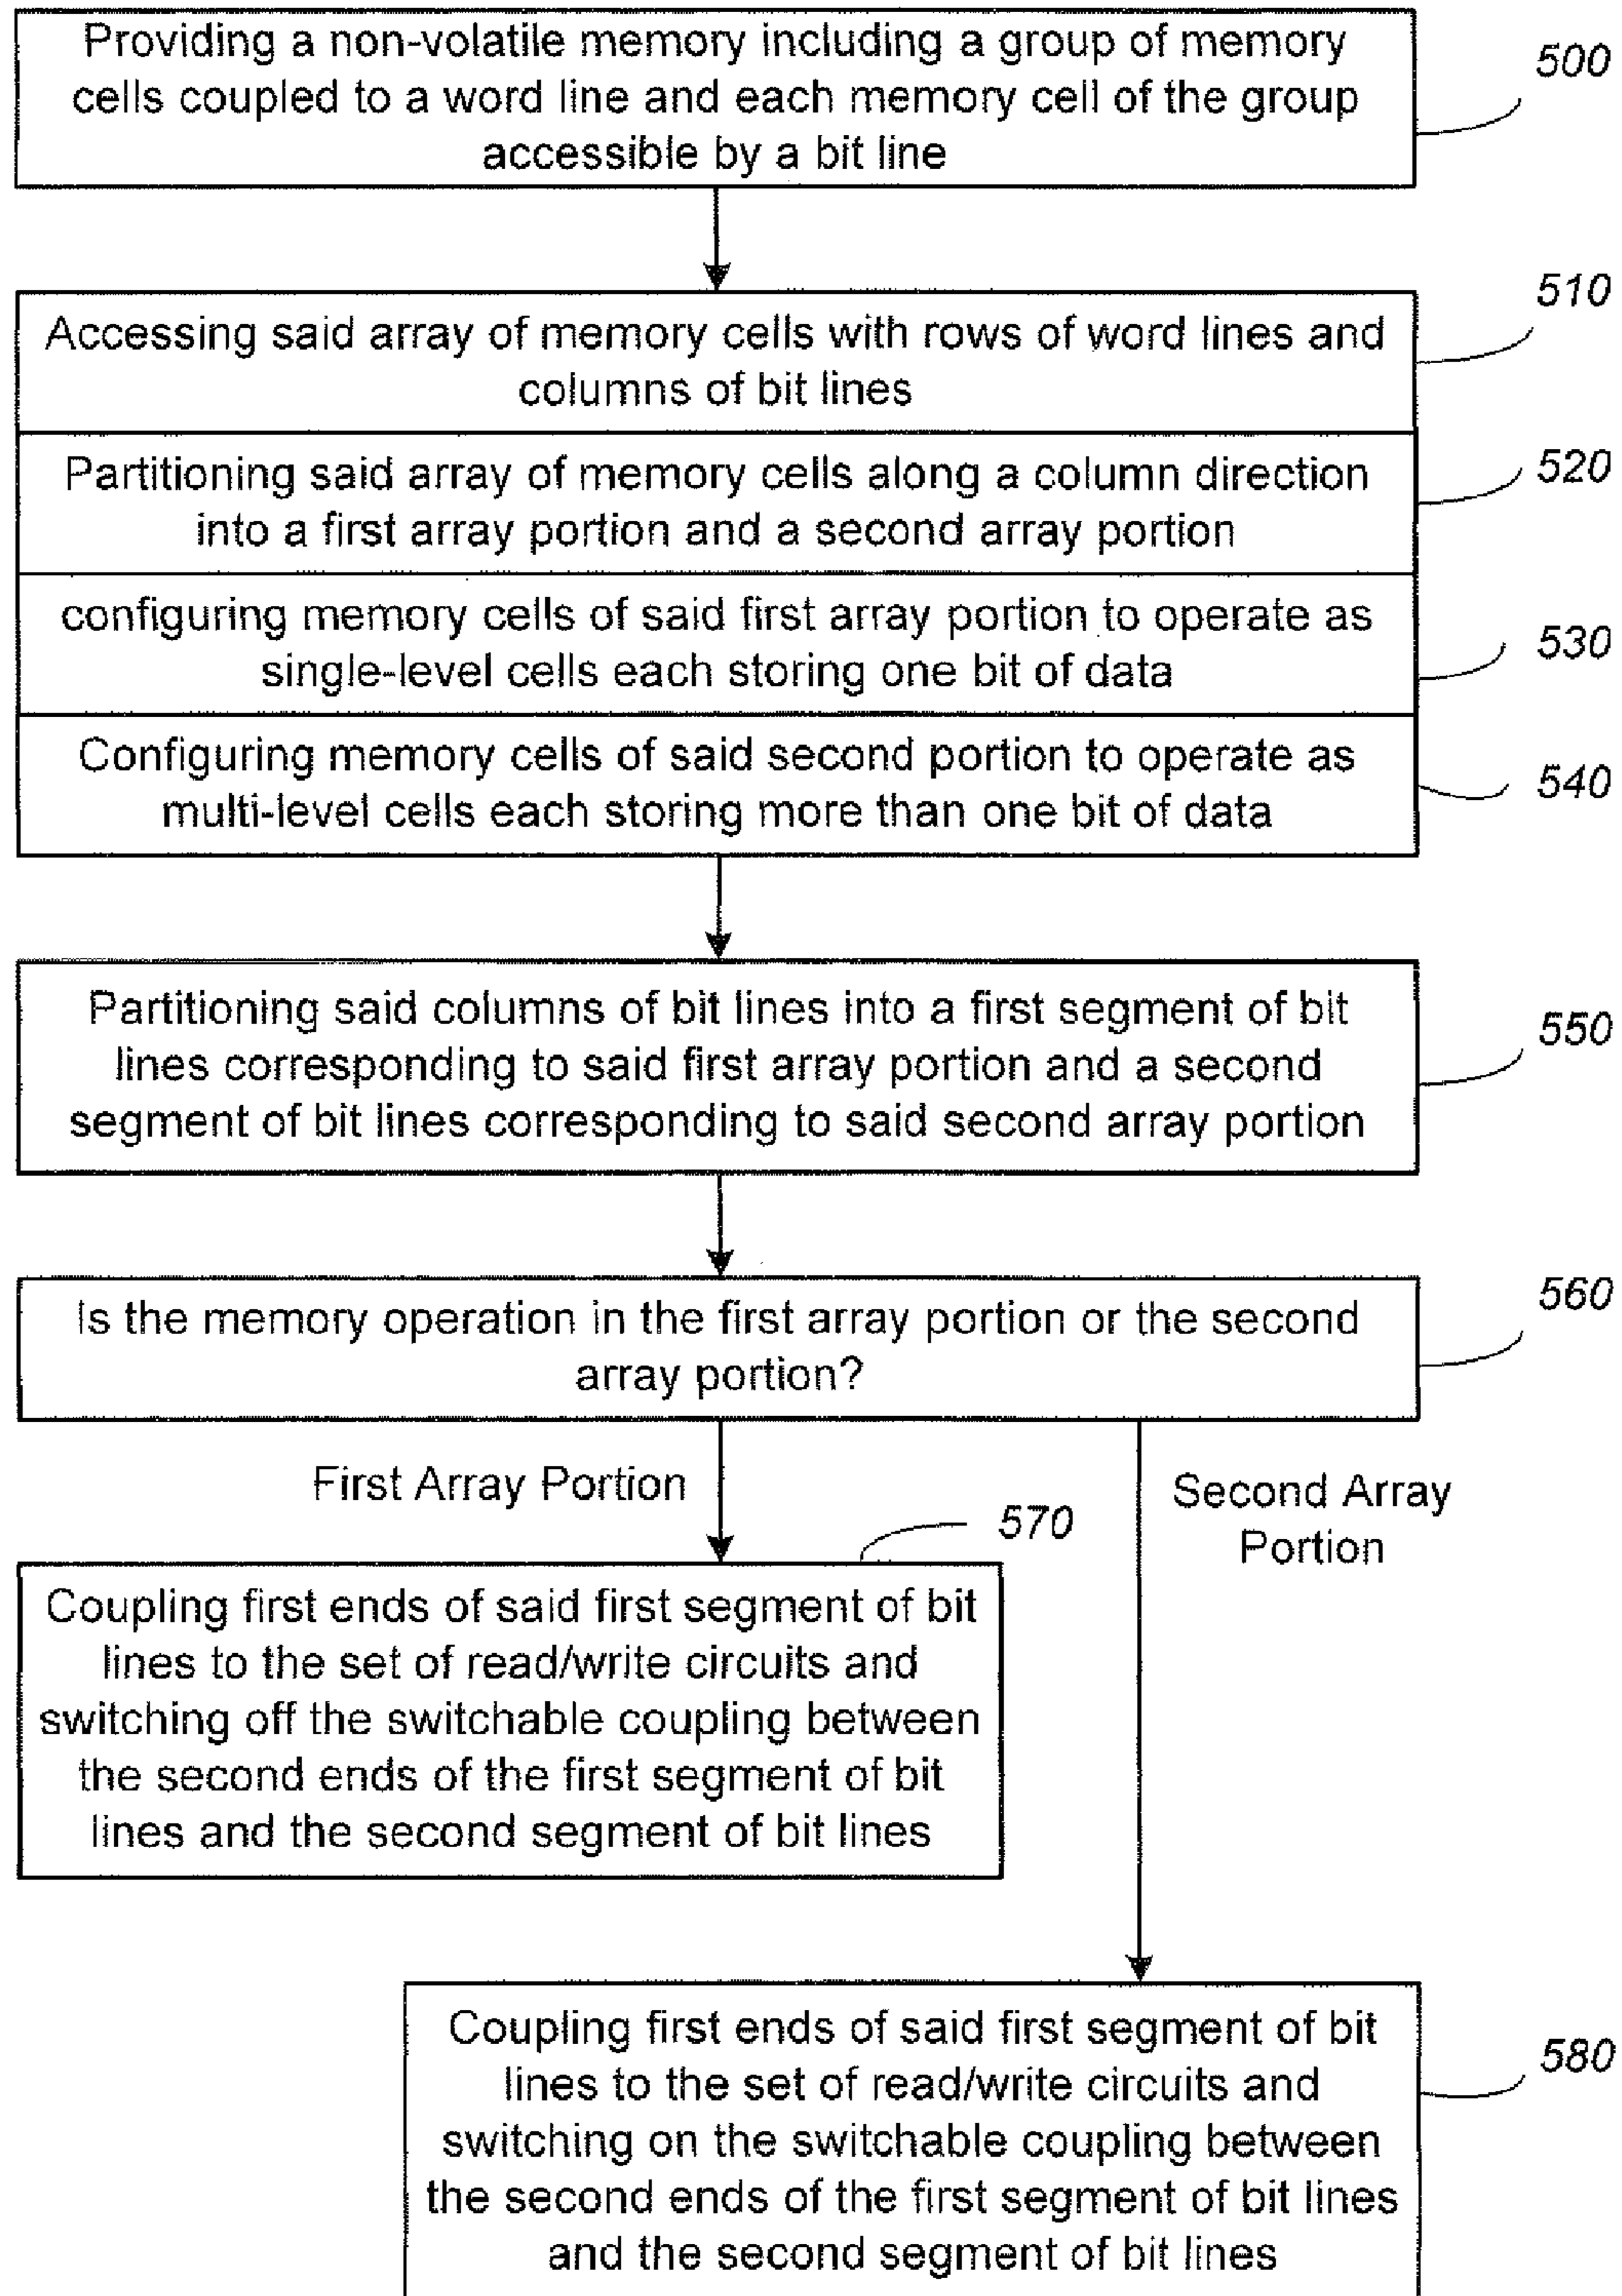 Providing a non-volatile memory including a group of memory
cells coupled to a word line and each memory cell of the group
accessible by a bit line
500
Accessing said array of memory cells with rows of word lines and
columns of bit lines
510
Partitioning said array of memory cells along a column direction
into a first array portion and a second array portion
520
configuring memory cells of said first array portion to operate as
single-level cells each storing one bit of data
530
Configuring memory cells of said second portion to operate as
multi-level cells each storing more than one bit of data
540
Partitioning said columns of bit lines into a first segment of bit
lines corresponding to said first array portion and a second
segment of bit lines corresponding to said second array portion
550
Is the memory operation in the first array portion or the second
array portion?
560
First Array Portion
Second Array
Portion
570
Coupling first ends of said first segment of bit
lines to the set of read/write circuits and
switching off the switchable coupling between
the second ends of the first segment of bit
lines and the second segment of bit lines
Coupling first ends of said first segment of bit
lines to the set of read/write circuits and
switching on the switchable coupling between
the second ends of the first segment of bit lines
and the second segment of bit lines
580